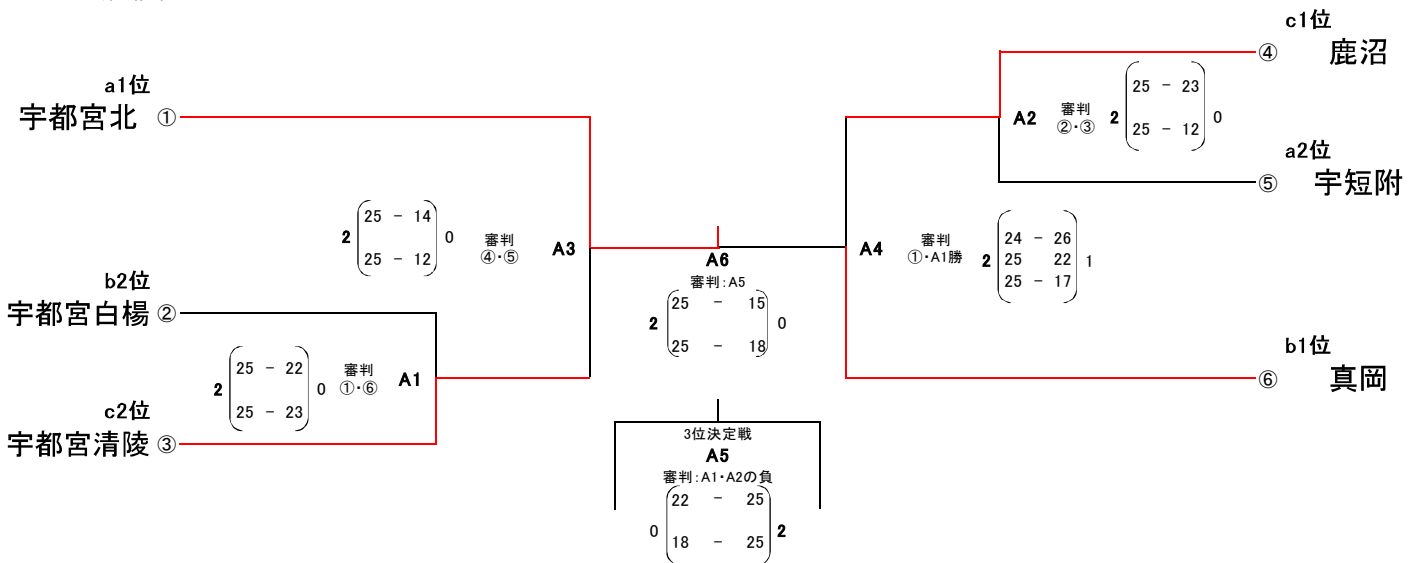 c1位
④ 鹿沼
a1位
宇都宮北 ①
A2 審判 ②・③ 2 25 - 23 0
25 - 12
a2位
⑤ 宇短附
2 25 - 14 0 審判 ④・⑤ A3
25 - 12
A6
審判:A5
2 25 - 15 0
25 - 18
A4 審判 ①・A1勝 2 24 - 26 1
25 22
25 - 17
b2位
宇都宮白楊 ②
2 25 - 22 0 審判 ①・⑥ A1
25 - 23
b1位
⑥ 真岡
c2位
宇都宮清陵 ③
3位決定戦
A5
審判:A1・A2の負
0 22 - 25 2
18 - 25